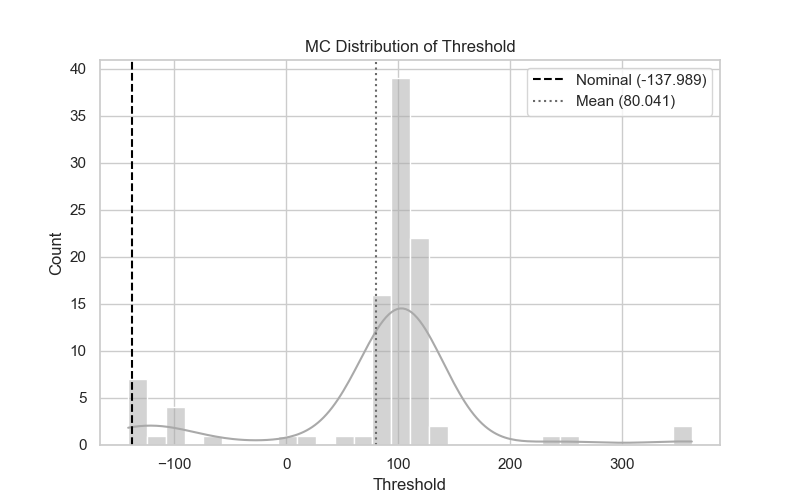 MC Distribution of Threshold
40
35
30
25
20
15
10
5
0
Count
Nominal (-137.989)
Mean (80.041)
−100
0
100
200
300
Threshold